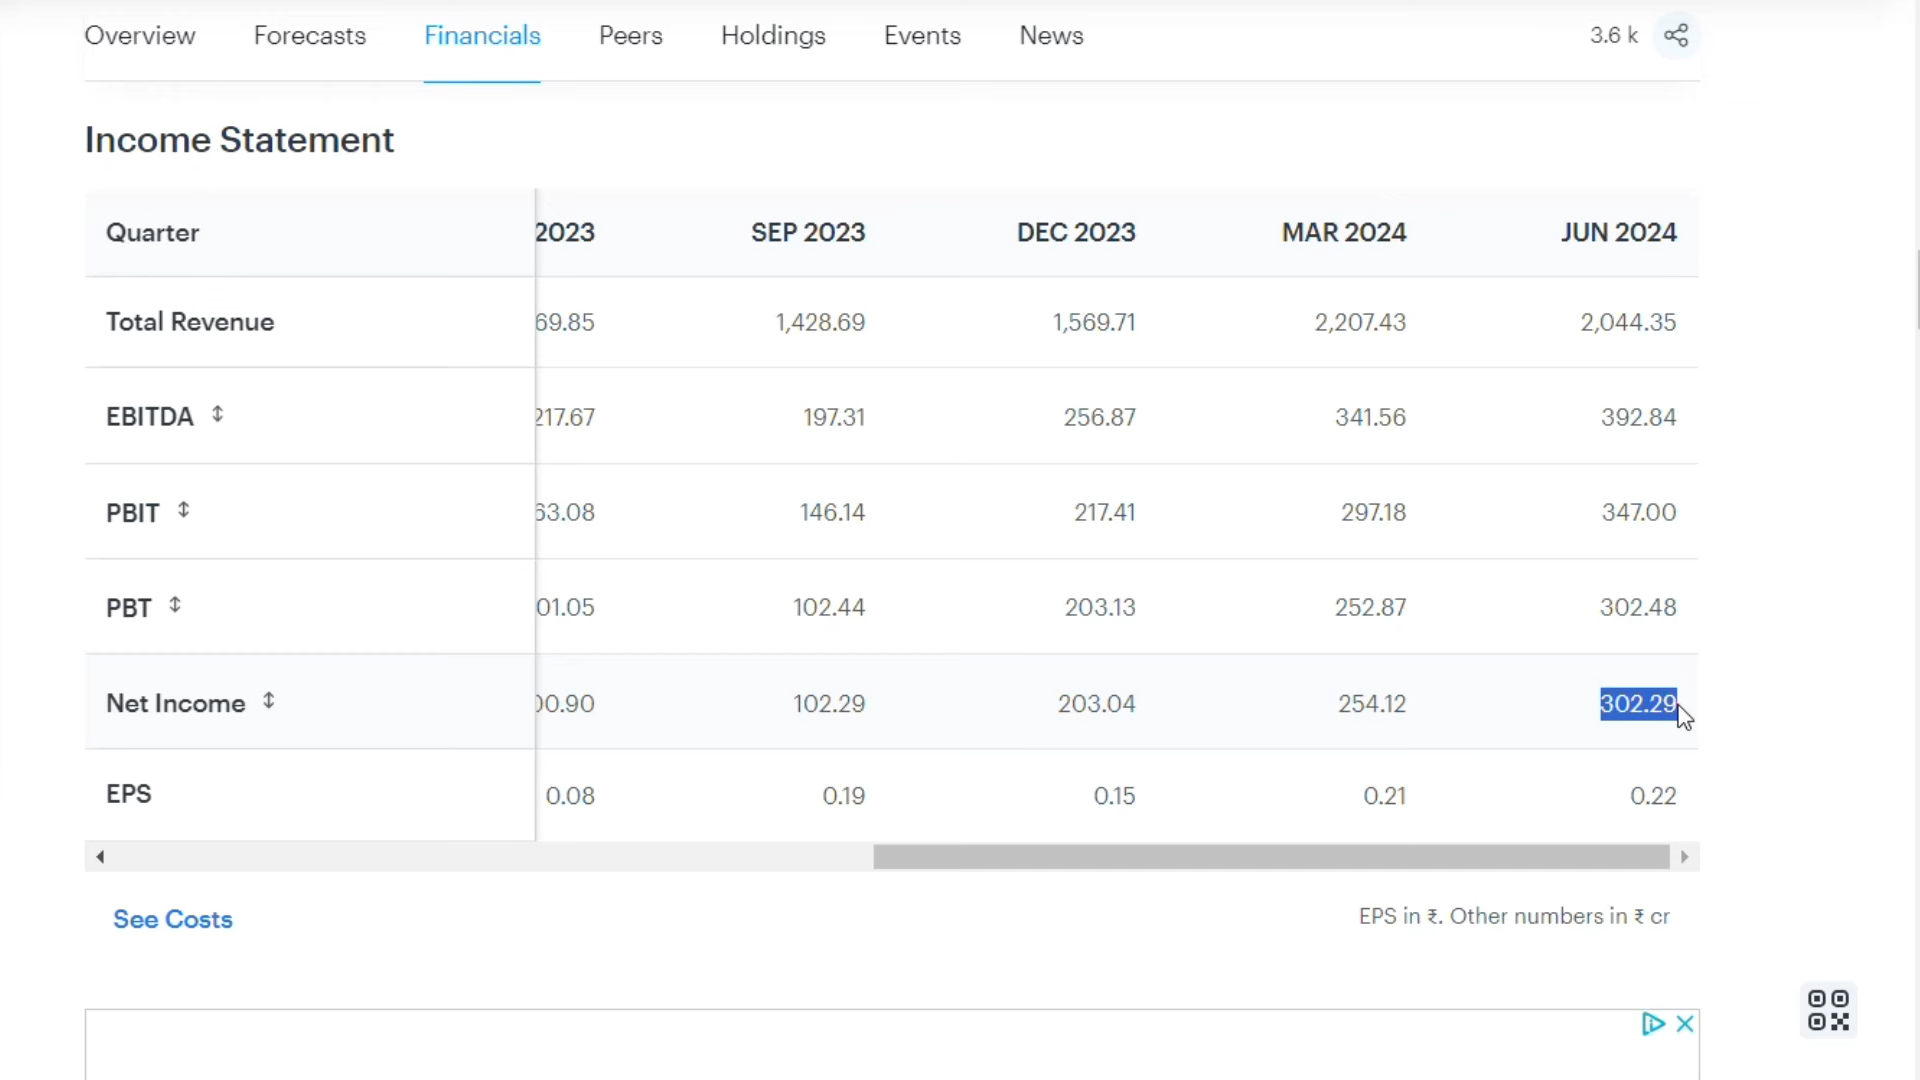 Overview Forecasts Financials Peers Holdings Events News 3.6 k
Income Statement
Quarter 2023 SEP 2023 DEC 2023 MAR 2024 JUN 2024
Total Revenue 69.85 1,428.69 1,569.71 2,207.43 2,044.35
EBITDA 217.67 197.31 256.87 341.56 392.84
PBIT 63.08 146.14 217.41 297.18 347.00
PBT 01.05 102.44 203.13 252.87 302.48
Net Income 00.90 102.29 203.04 254.12 302.29
EPS 0.08 0.19 0.15 0.21 0.22
See Costs EPS in ₹. Other numbers in ₹ cr